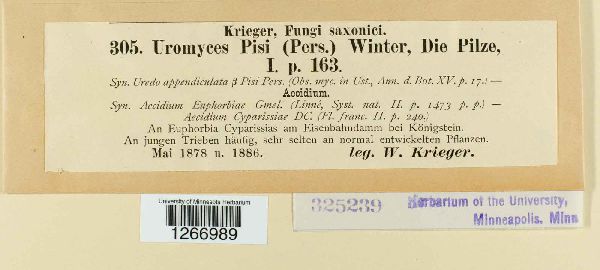 Krieger, Fungi saxonici.
305. Uromyces Pisi (Pers.) Winter, Die Pilze,
I. p. 163.
Syn. Uredo appendiculata β Pisi Pers. (Obs. myc. in Ust., Ann. d. Bot. XV. p. 17.) —
Aecidium.
Syn. Aecidium Euphorbiae Gmel. (Linné, Syst. nat. II. p. 1473 p. p.) —
Aecidium Cyparissiae DC. (Fl. franc. II. p. 240.)
An Euphorbia Cyparissias am Eisenbahndamm bei Königstein.
An jungen Trieben häufig, sehr selten an normal entwickelten Pflanzen.
Mai 1878 u. 1886. leg. W. Krieger.
University of Minnesota Herbarium
1266989
325239
Herbarium of the University,
Minneapolis, Minn